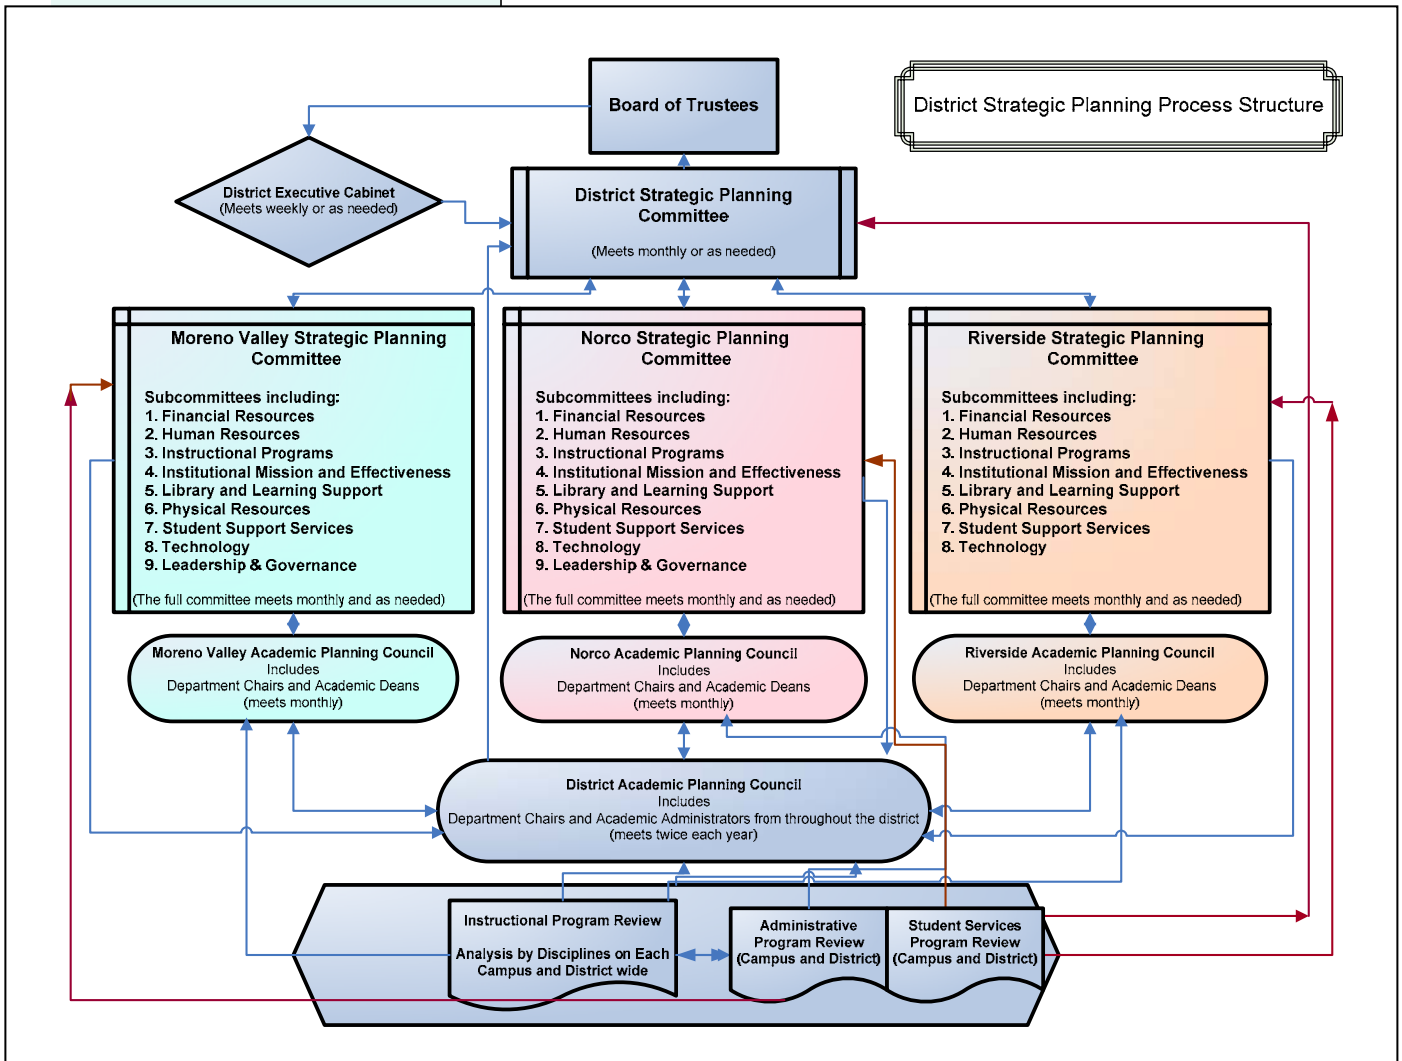 Board of Trustees
District Strategic Planning Process Structure
District Executive Cabinet
(Meets weekly or as needed)
District Strategic Planning
Committee
(Meets monthly or as needed)
Moreno Valley Strategic Planning
Committee
Subcommittees including:
1. Financial Resources
2. Human Resources
3. Instructional Programs
4. Institutional Mission and Effectiveness
5. Library and Learning Support
6. Physical Resources
7. Student Support Services
8. Technology
9. Leadership & Governance
(The full committee meets monthly and as needed)
Norco Strategic Planning
Committee
Subcommittees including:
1. Financial Resources
2. Human Resources
3. Instructional Programs
4. Institutional Mission and Effectiveness
5. Library and Learning Support
6. Physical Resources
7. Student Support Services
8. Technology
9. Leadership & Governance
(The full committee meets monthly and as needed)
Riverside Strategic Planning
Committee
Subcommittees including:
1. Financial Resources
2. Human Resources
3. Instructional Programs
4. Institutional Mission and Effectiveness
5. Library and Learning Support
6. Physical Resources
7. Student Support Services
8. Technology
(The full committee meets monthly and as needed)
Moreno Valley Academic Planning Council
Includes
Department Chairs and Academic Deans
(meets monthly)
Norco Academic Planning Council
Includes
Department Chairs and Academic Deans
(meets monthly)
Riverside Academic Planning Council
Includes
Department Chairs and Academic Deans
(meets monthly)
District Academic Planning Council
Includes
Department Chairs and Academic Administrators from throughout the district
(meets twice each year)
Instructional Program Review
Analysis by Disciplines on Each
Campus and District wide
Administrative
Program Review
(Campus and District)
Student Services
Program Review
(Campus and District)